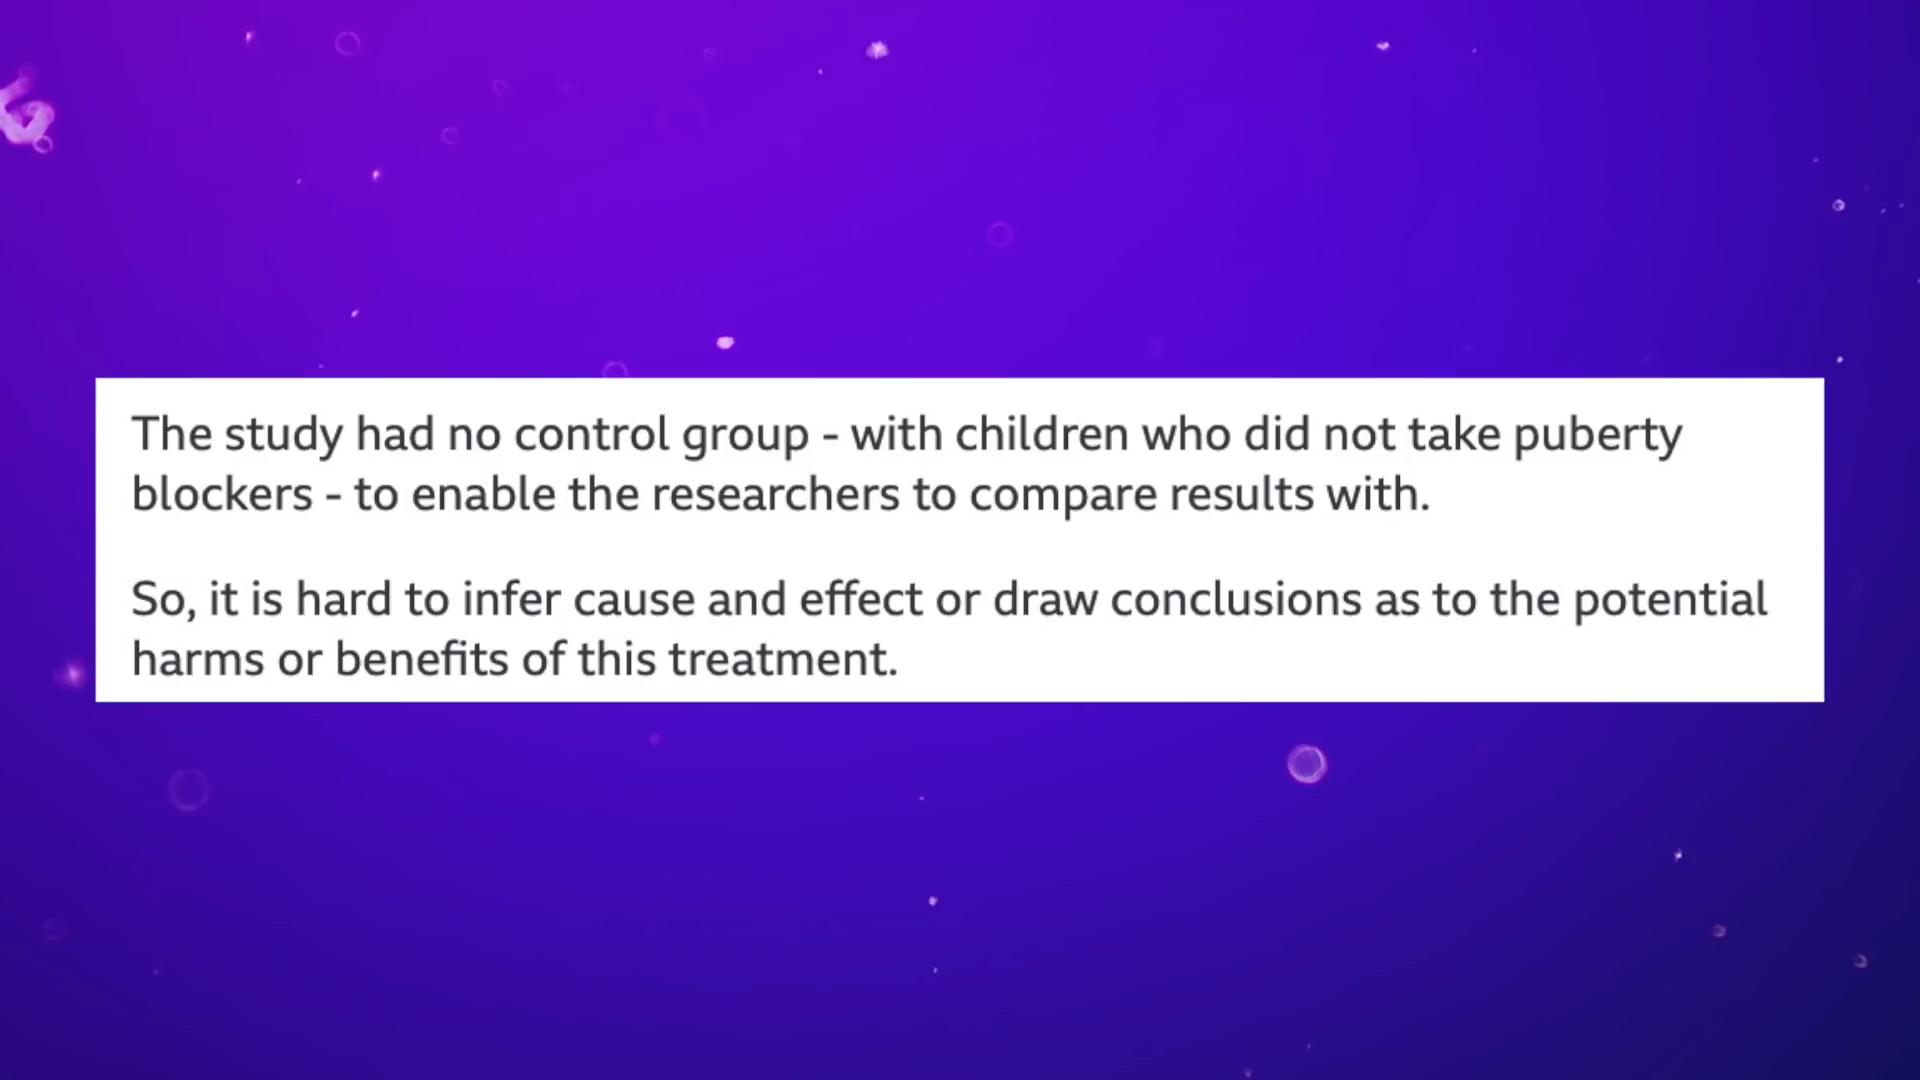 The study had no control group - with children who did not take puberty
blockers - to enable the researchers to compare results with.
So, it is hard to infer cause and effect or draw conclusions as to the potential
harms or benefits of this treatment.